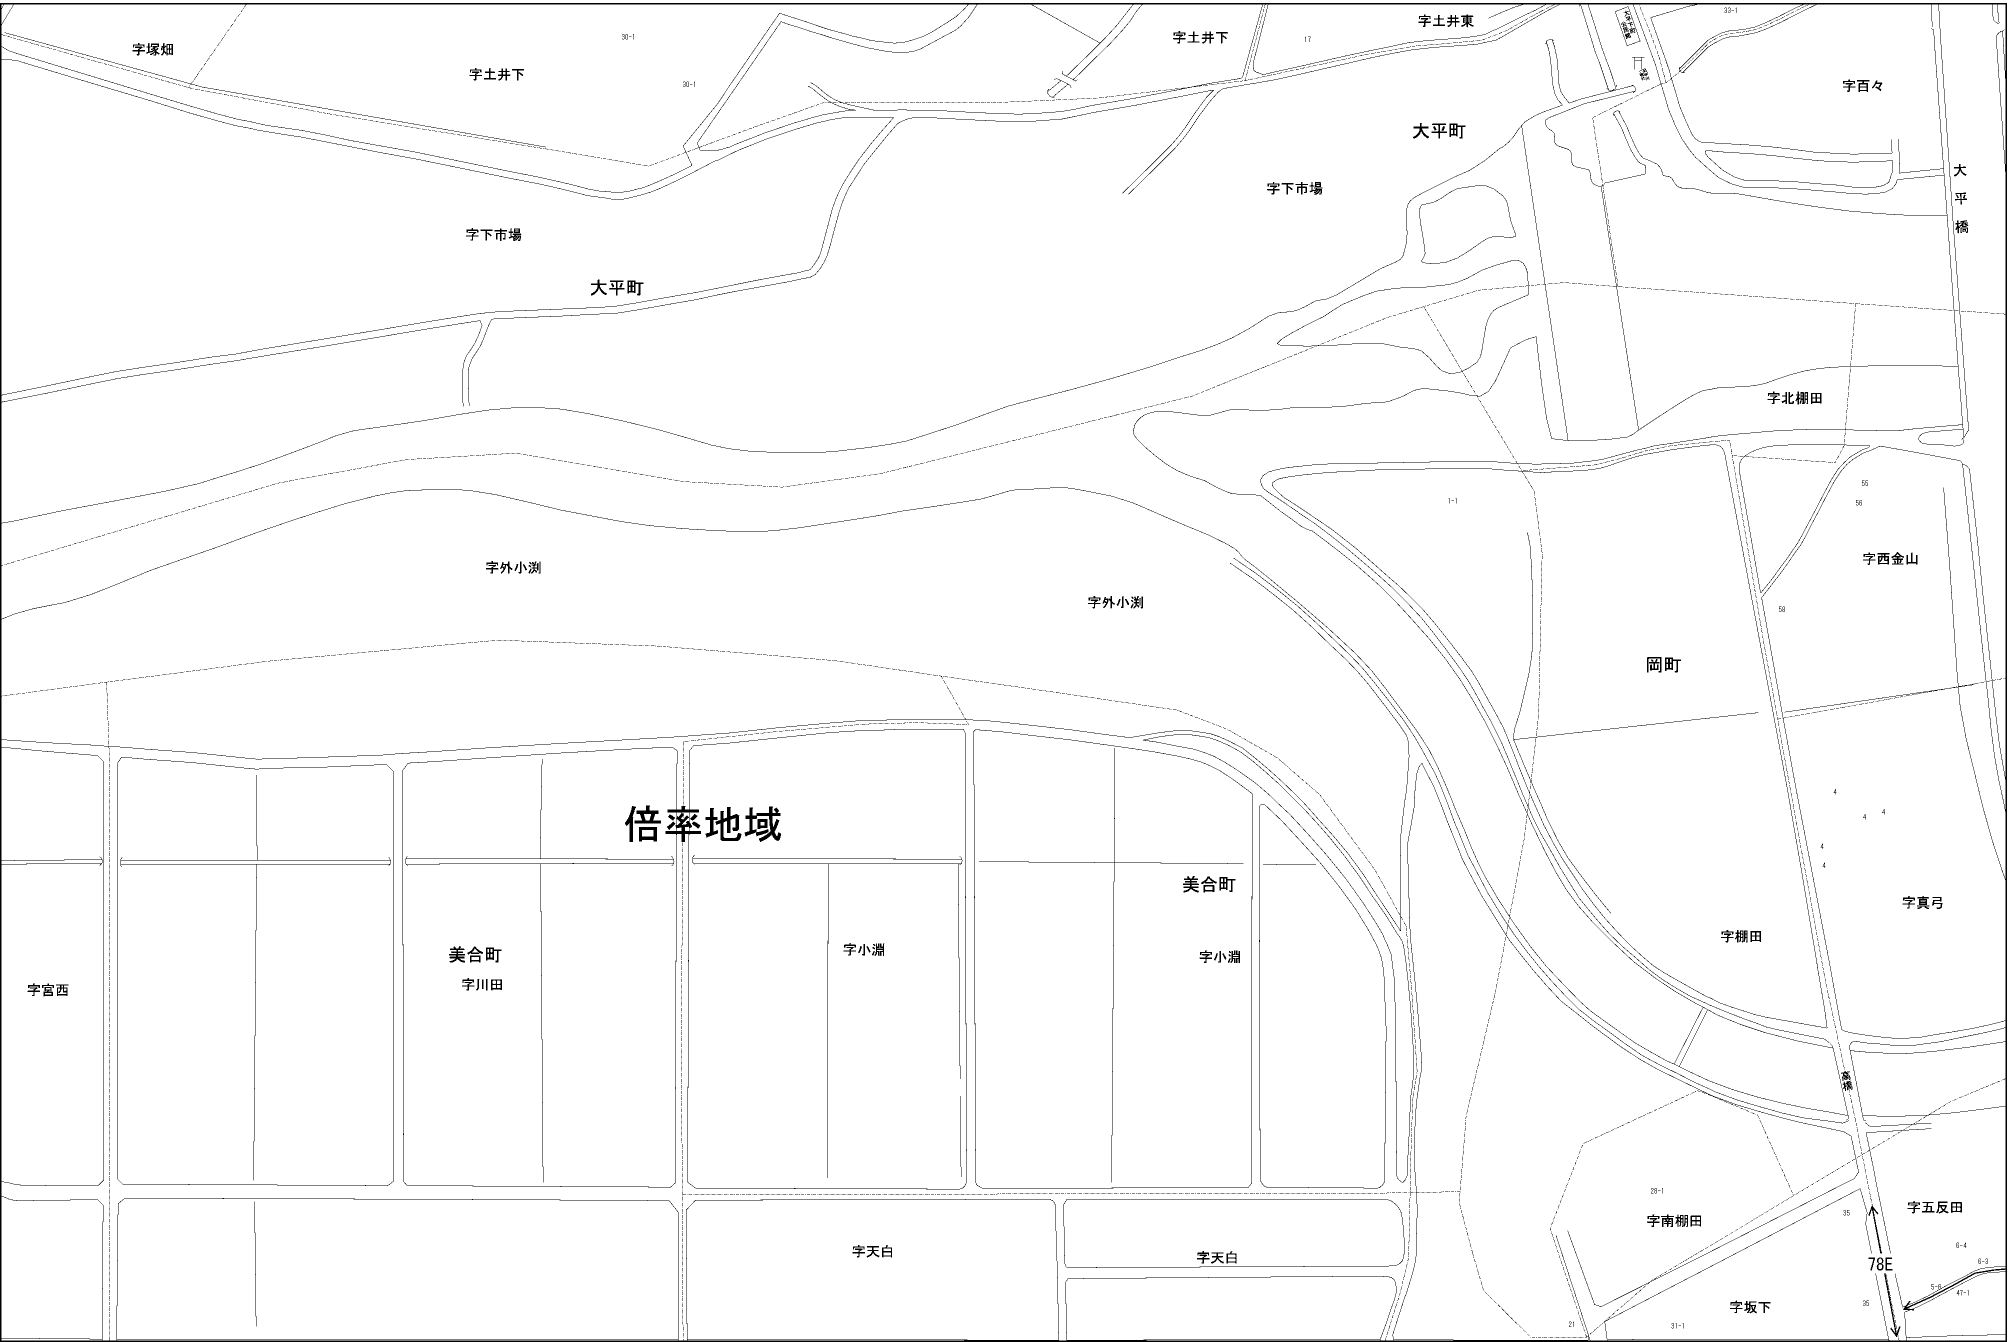 字塚畑
30-1
字土井下
30-1
字土井下
17
字土井東
33-1
字百々
大平町
字下市場
大平橋
字下市場
大平町
字北棚田
1-1
55
56
字西金山
58
字外小渕
字外小渕
岡町
倍率地域
4
4
4
4
4
美合町
字真弓
字棚田
美合町
字川田
字小淵
字小淵
字宮西
高橋
28-1
字南棚田
35
字五反田
字天白
字天白
6-4
6-3
78E
5-6
47-1
35
字坂下
31-1
21